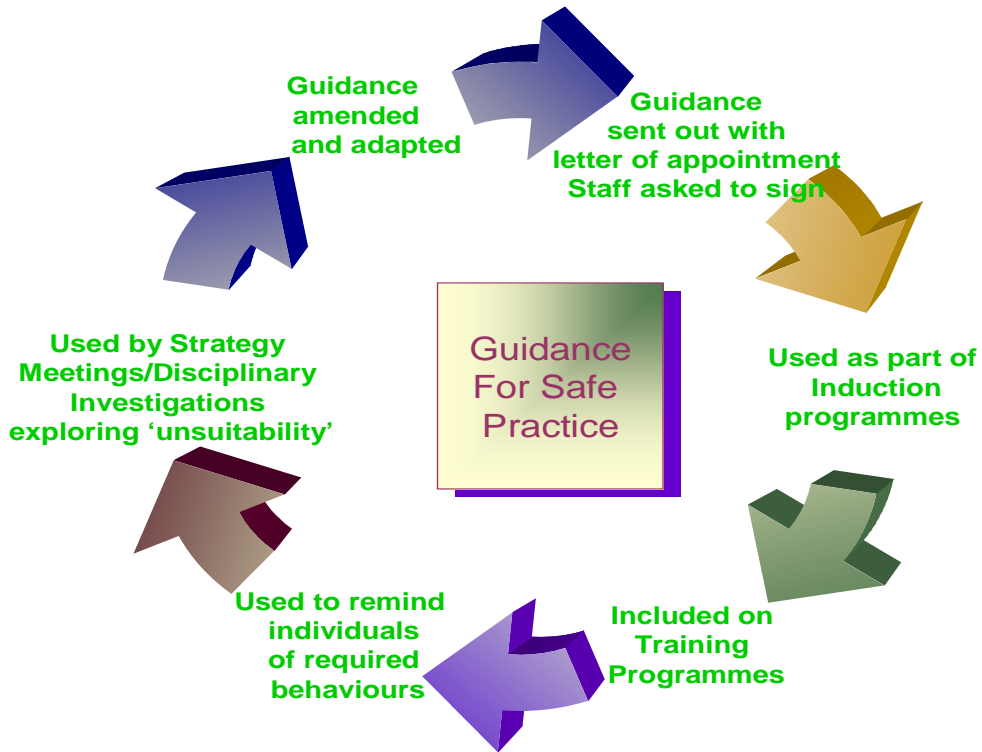 Guidance
amended
and adapted
Guidance
sent out with
letter of appointment
Staff asked to sign
Used as part of
Induction
programmes
Included on
Training
Programmes
Used to remind
individuals
of required
behaviours
Used by Strategy
Meetings/Disciplinary
Investigations
exploring ‘unsuitability’
Guidance
For Safe
Practice